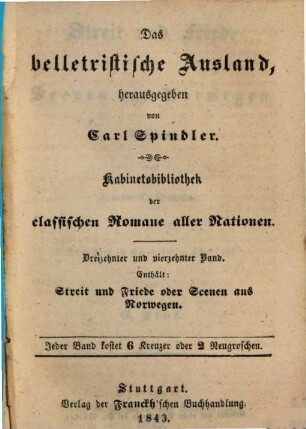 Das
belletristische Ausland,
herausgegeben
von
Carl Spindler.
Kabinetsbibliothek
der
classischen Romane aller Nationen.
Dreizehnter und vierzehnter Band.
Enthält:
Streit und Friede oder Scenen aus
Norwegen.
Jeder Band kostet 6 Kreuzer oder 2 Neugroschen.
Stuttgart.
Verlag der Franckh'schen Buchhandlung.
1843.